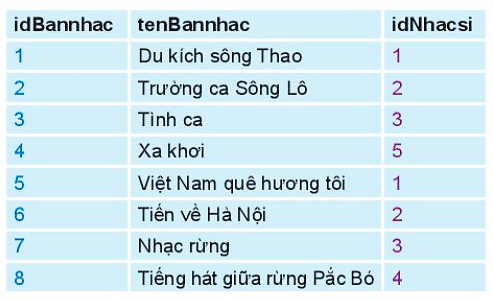 idBannhac tenBannhac idNhacsi
1 Du kích sông Thao 1
2 Trường ca Sông Lô 2
3 Tình ca 3
4 Xa khơi 5
5 Việt Nam quê hương tôi 1
6 Tiến về Hà Nội 2
7 Nhạc rừng 3
8 Tiếng hát giữa rừng Pắc Bó 4